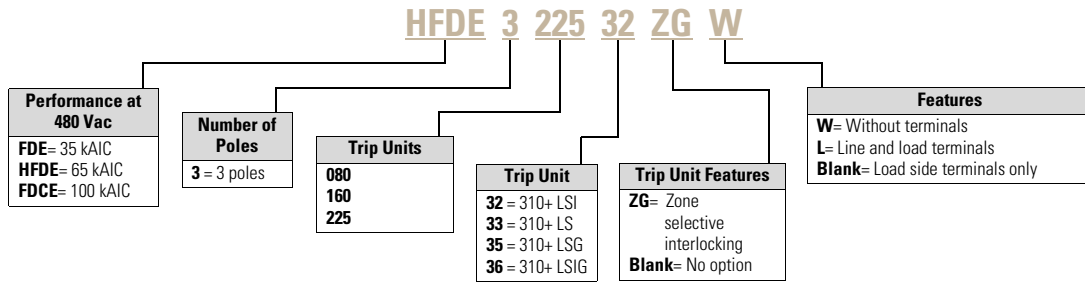 HFDE 3 225 32 ZG W
Performance at
480 Vac
FDE= 35 kAIC
HFDE= 65 kAIC
FDCE= 100 kAIC
Number of
Poles
3 = 3 poles
Trip Units
080
160
225
Trip Unit
32 = 310+ LSI
33 = 310+ LS
35 = 310+ LSG
36 = 310+ LSIG
Trip Unit Features
ZG= Zone
selective
interlocking
Blank= No option
Features
W= Without terminals
L= Line and load terminals
Blank= Load side terminals only